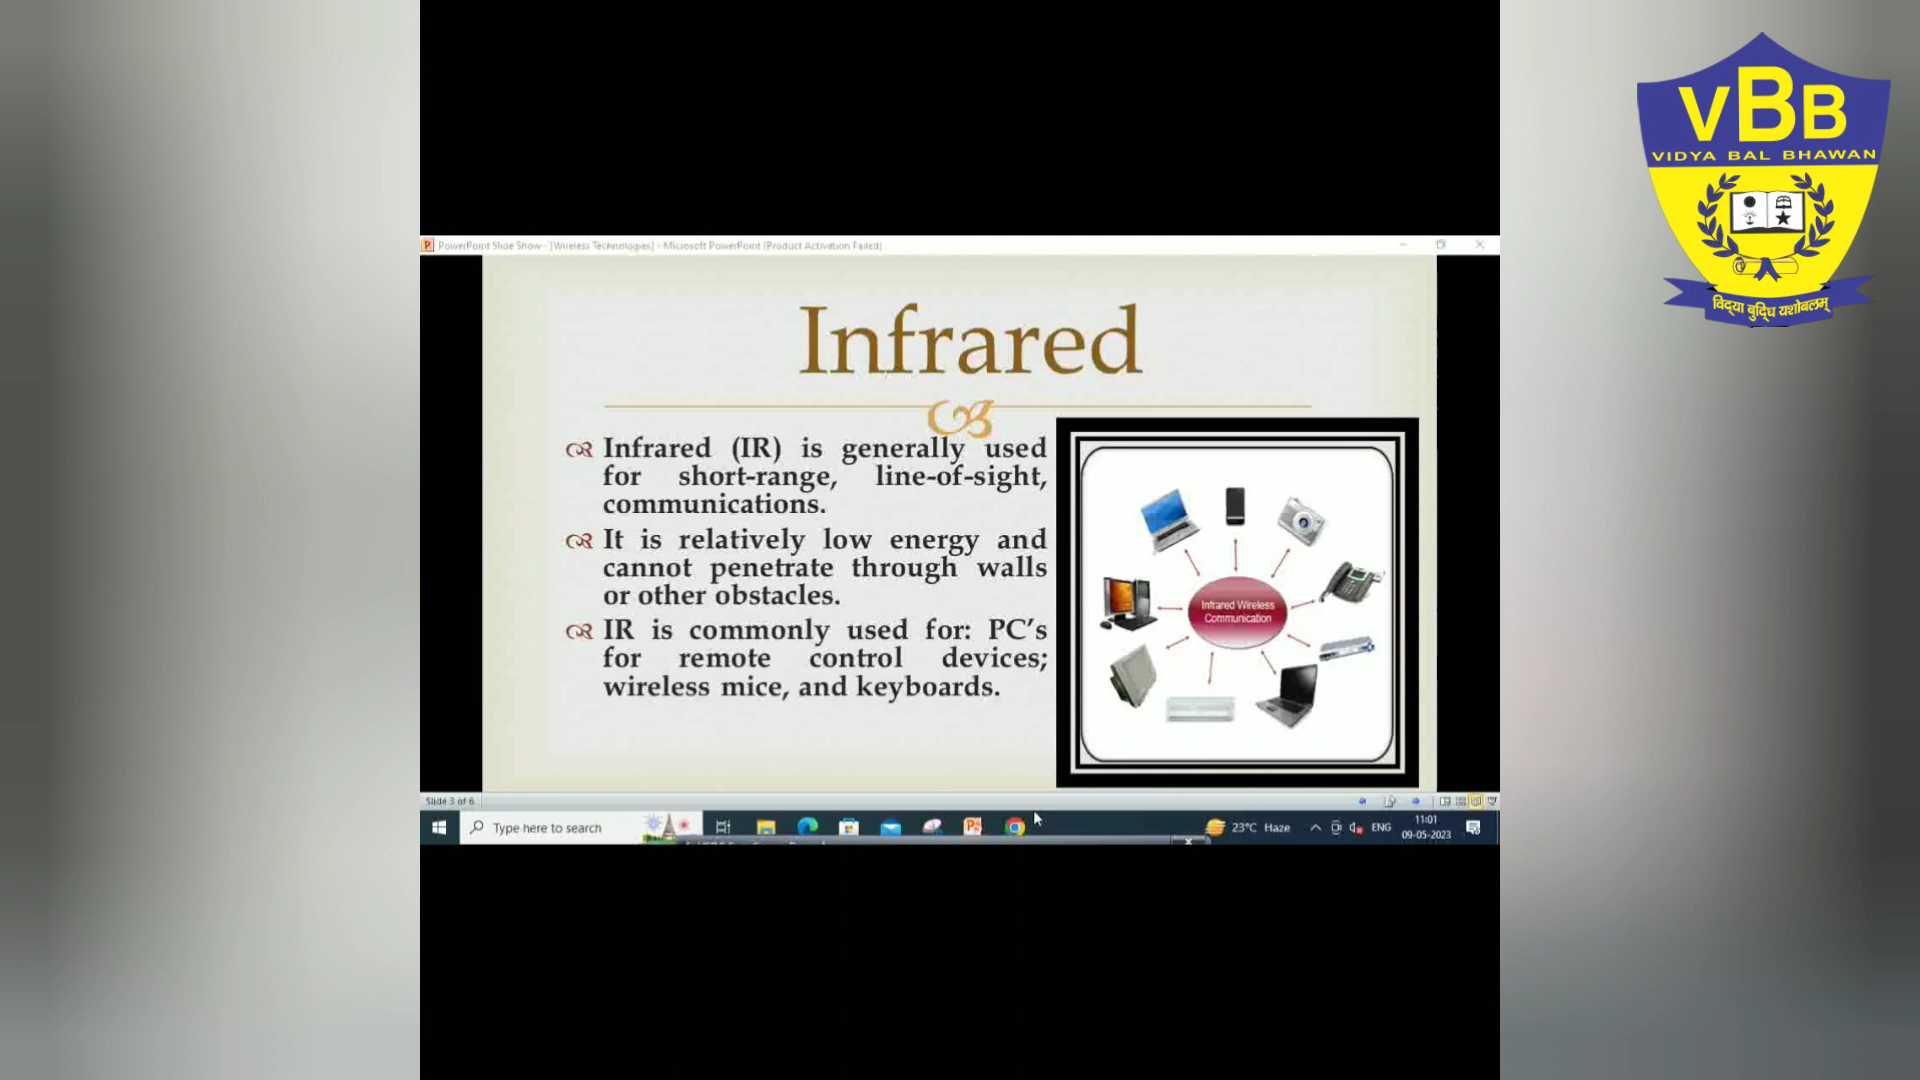 VBB
VIDYA BAL BHAWAN
विद्या बुद्धि यशोबलम्
PowerPoint Slide Show - [Wireless Technologies] - Microsoft PowerPoint (Product Activation Failed)
Infrared
Infrared (IR) is generally used
for short-range, line-of-sight,
communications.
It is relatively low energy and
cannot penetrate through walls
or other obstacles.
IR is commonly used for: PC's
for remote control devices;
wireless mice, and keyboards.
Infrared Wireless
Communication
Slide 3 of 6
Type here to search
23°C Haze
ENG
11:01
09-05-2023